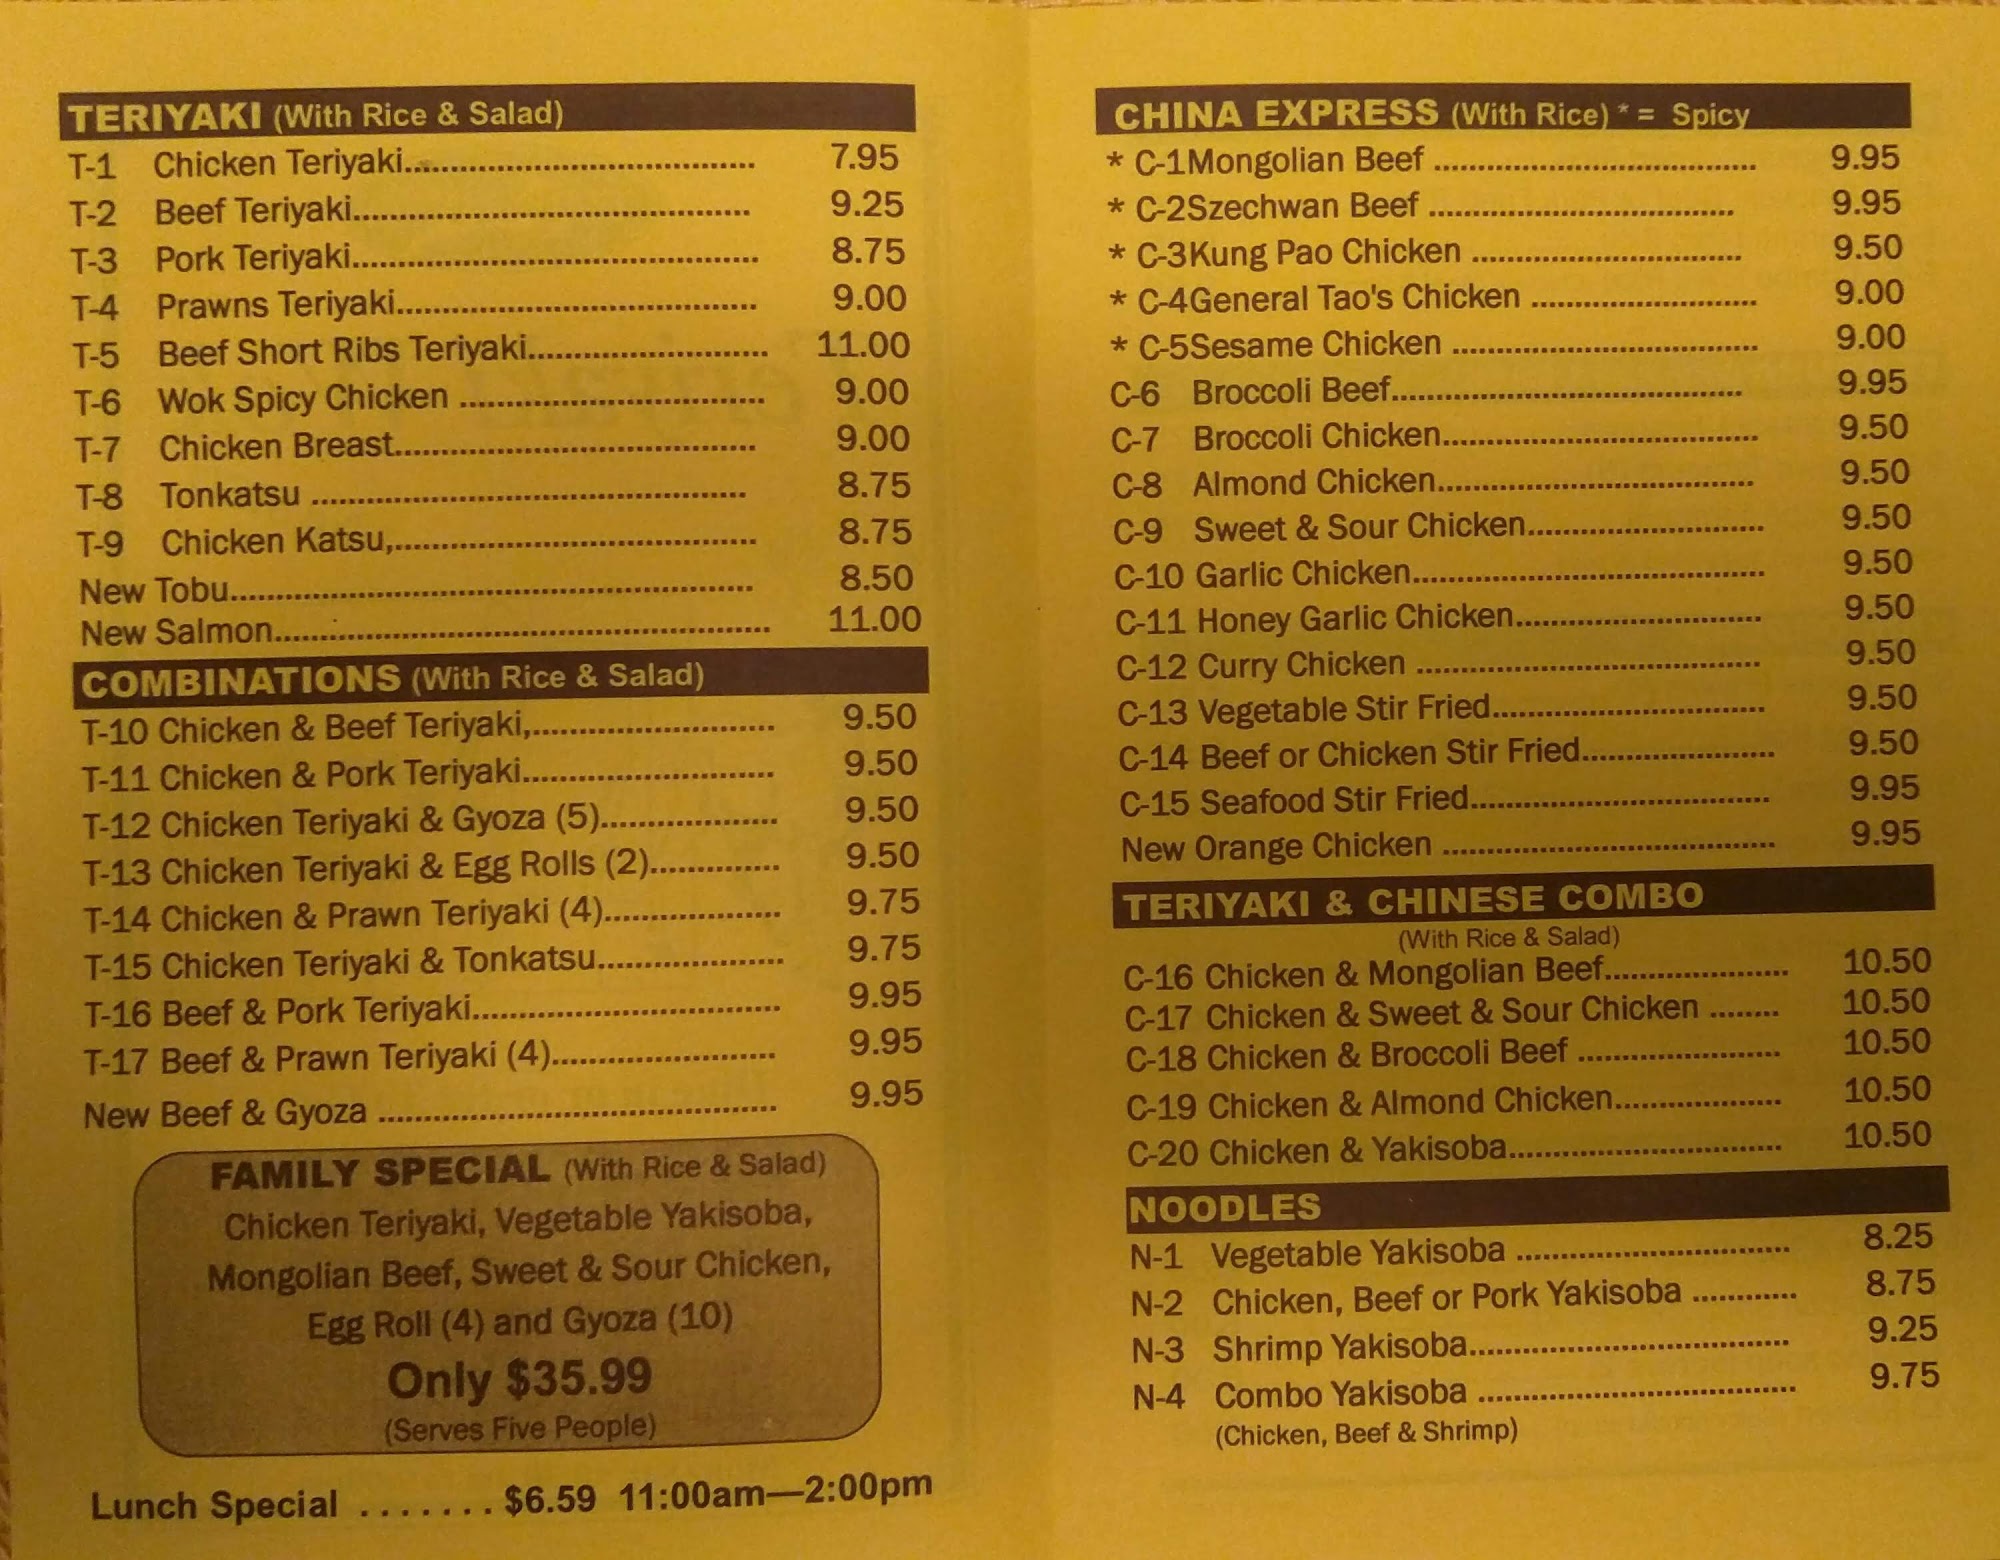 TERIYAKI (With Rice & Salad)
T-1 Chicken Teriyaki........................................ 7.95
T-2 Beef Teriyaki............................................. 9.25
T-3 Pork Teriyaki.............................................. 8.75
T-4 Prawns Teriyaki......................................... 9.00
T-5 Beef Short Ribs Teriyaki........................... 11.00
T-6 Wok Spicy Chicken .................................. 9.00
T-7 Chicken Breast......................................... 9.00
T-8 Tonkatsu ................................................. 8.75
T-9 Chicken Katsu,......................................... 8.75
New Tobu........................................................... 8.50
New Salmon........................................................ 11.00
COMBINATIONS (With Rice & Salad)
T-10 Chicken & Beef Teriyaki,........................... 9.50
T-11 Chicken & Pork Teriyaki............................ 9.50
T-12 Chicken Teriyaki & Gyoza (5).................... 9.50
T-13 Chicken Teriyaki & Egg Rolls (2)............... 9.50
T-14 Chicken & Prawn Teriyaki (4).................... 9.75
T-15 Chicken Teriyaki & Tonkatsu..................... 9.75
T-16 Beef & Pork Teriyaki................................... 9.95
T-17 Beef & Prawn Teriyaki (4)......................... 9.95
New Beef & Gyoza ............................................. 9.95
FAMILY SPECIAL (With Rice & Salad)
Chicken Teriyaki, Vegetable Yakisoba,
Mongolian Beef, Sweet & Sour Chicken,
Egg Roll (4) and Gyoza (10)
Only $35.99
(Serves Five People)
Lunch Special ....... $6.59 11:00am—2:00pm
CHINA EXPRESS (With Rice) * = Spicy
* C-1Mongolian Beef .................................... 9.95
* C-2Szechwan Beef .................................. 9.95
* C-3Kung Pao Chicken .............................. 9.50
* C-4General Tao's Chicken ......................... 9.00
* C-5Sesame Chicken .................................. 9.00
C-6 Broccoli Beef....................................... 9.95
C-7 Broccoli Chicken................................... 9.50
C-8 Almond Chicken................................... 9.50
C-9 Sweet & Sour Chicken.......................... 9.50
C-10 Garlic Chicken....................................... 9.50
C-11 Honey Garlic Chicken........................... 9.50
C-12 Curry Chicken ...................................... 9.50
C-13 Vegetable Stir Fried.............................. 9.50
C-14 Beef or Chicken Stir Fried..................... 9.50
C-15 Seafood Stir Fried................................. 9.95
New Orange Chicken ..................................... 9.95
TERIYAKI & CHINESE COMBO
(With Rice & Salad)
C-16 Chicken & Mongolian Beef.................... 10.50
C-17 Chicken & Sweet & Sour Chicken ........ 10.50
C-18 Chicken & Broccoli Beef ....................... 10.50
C-19 Chicken & Almond Chicken................... 10.50
C-20 Chicken & Yakisoba.............................. 10.50
NOODLES
N-1 Vegetable Yakisoba .............................. 8.25
N-2 Chicken, Beef or Pork Yakisoba ............ 8.75
N-3 Shrimp Yakisoba................................... 9.25
N-4 Combo Yakisoba ................................... 9.75
(Chicken, Beef & Shrimp)